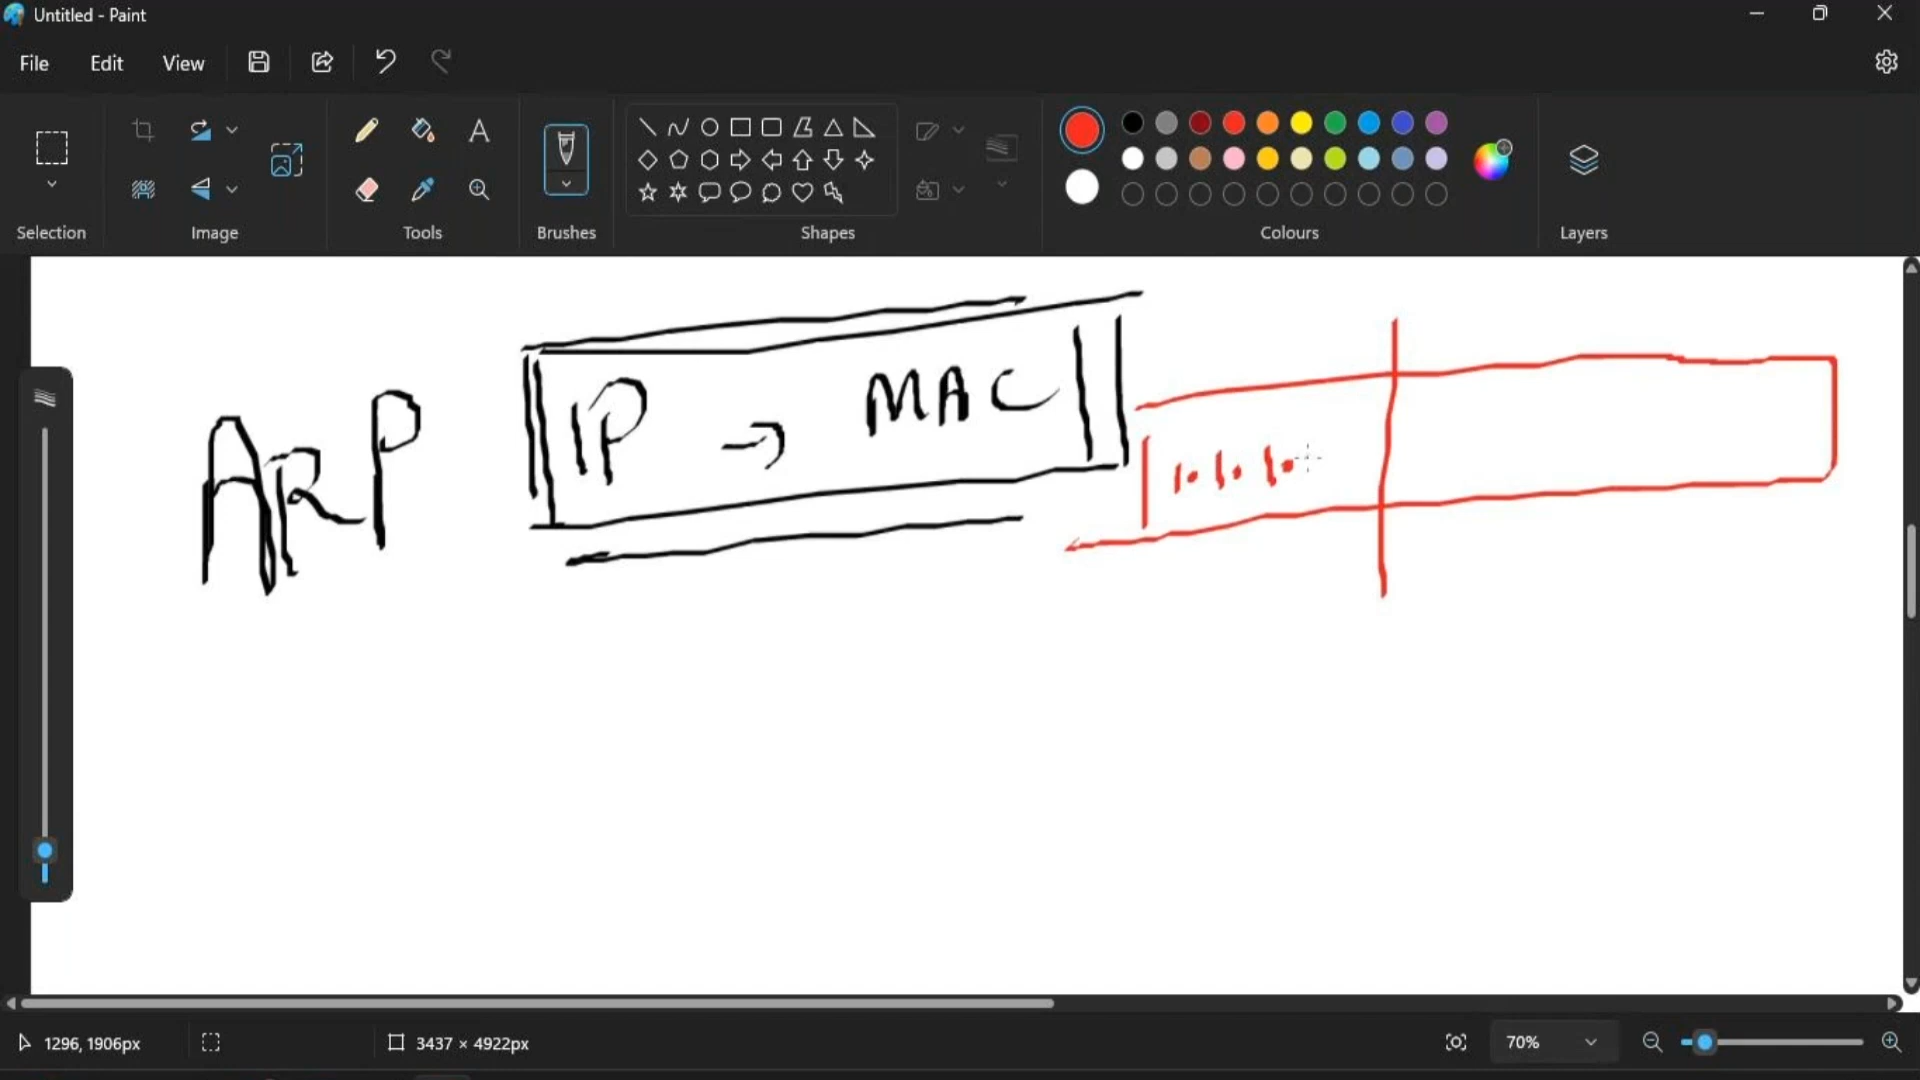 Untitled - Paint
File Edit View
Selection Image Tools Brushes Shapes Colours Layers
ARP IP → MAC 1.1.1.
1296, 1906px 3437 × 4922px 70%